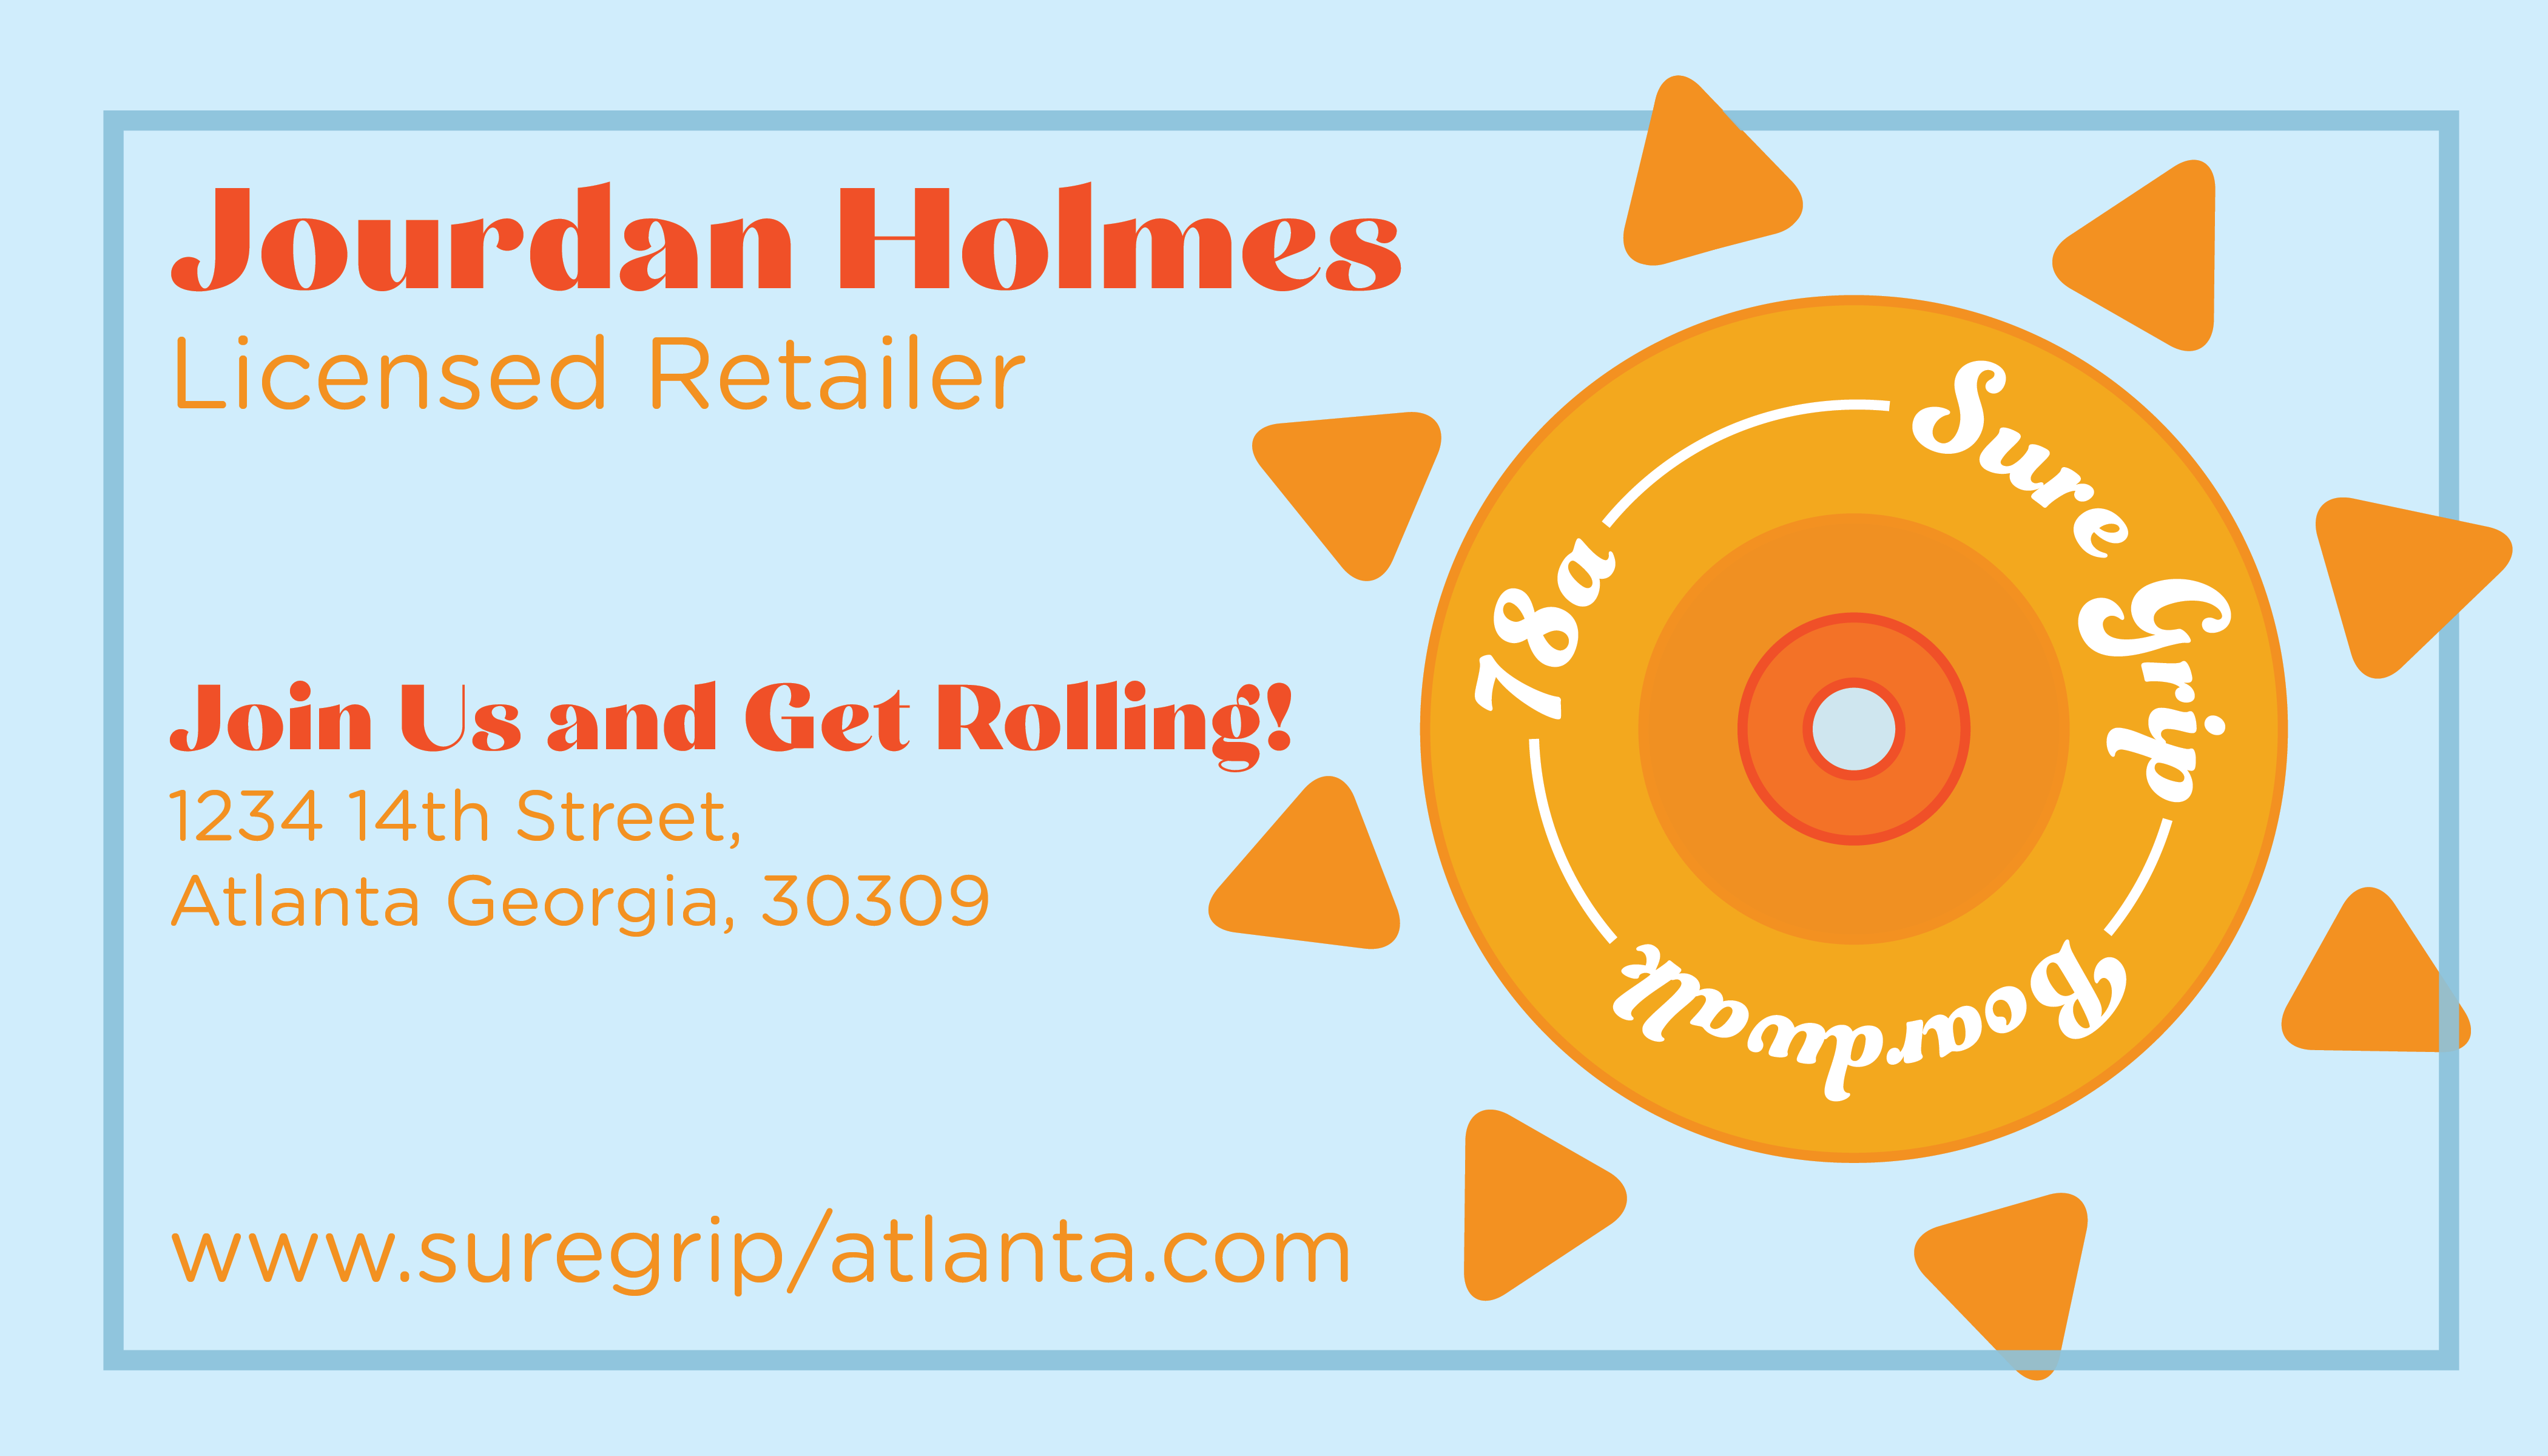 Jourdan Holmes
Licensed Retailer
Join Us and Get Rolling!
1234 14th Street,
Atlanta Georgia, 30309
www.suregrip/atlanta.com
78a
Sure Grip
Boardwalk